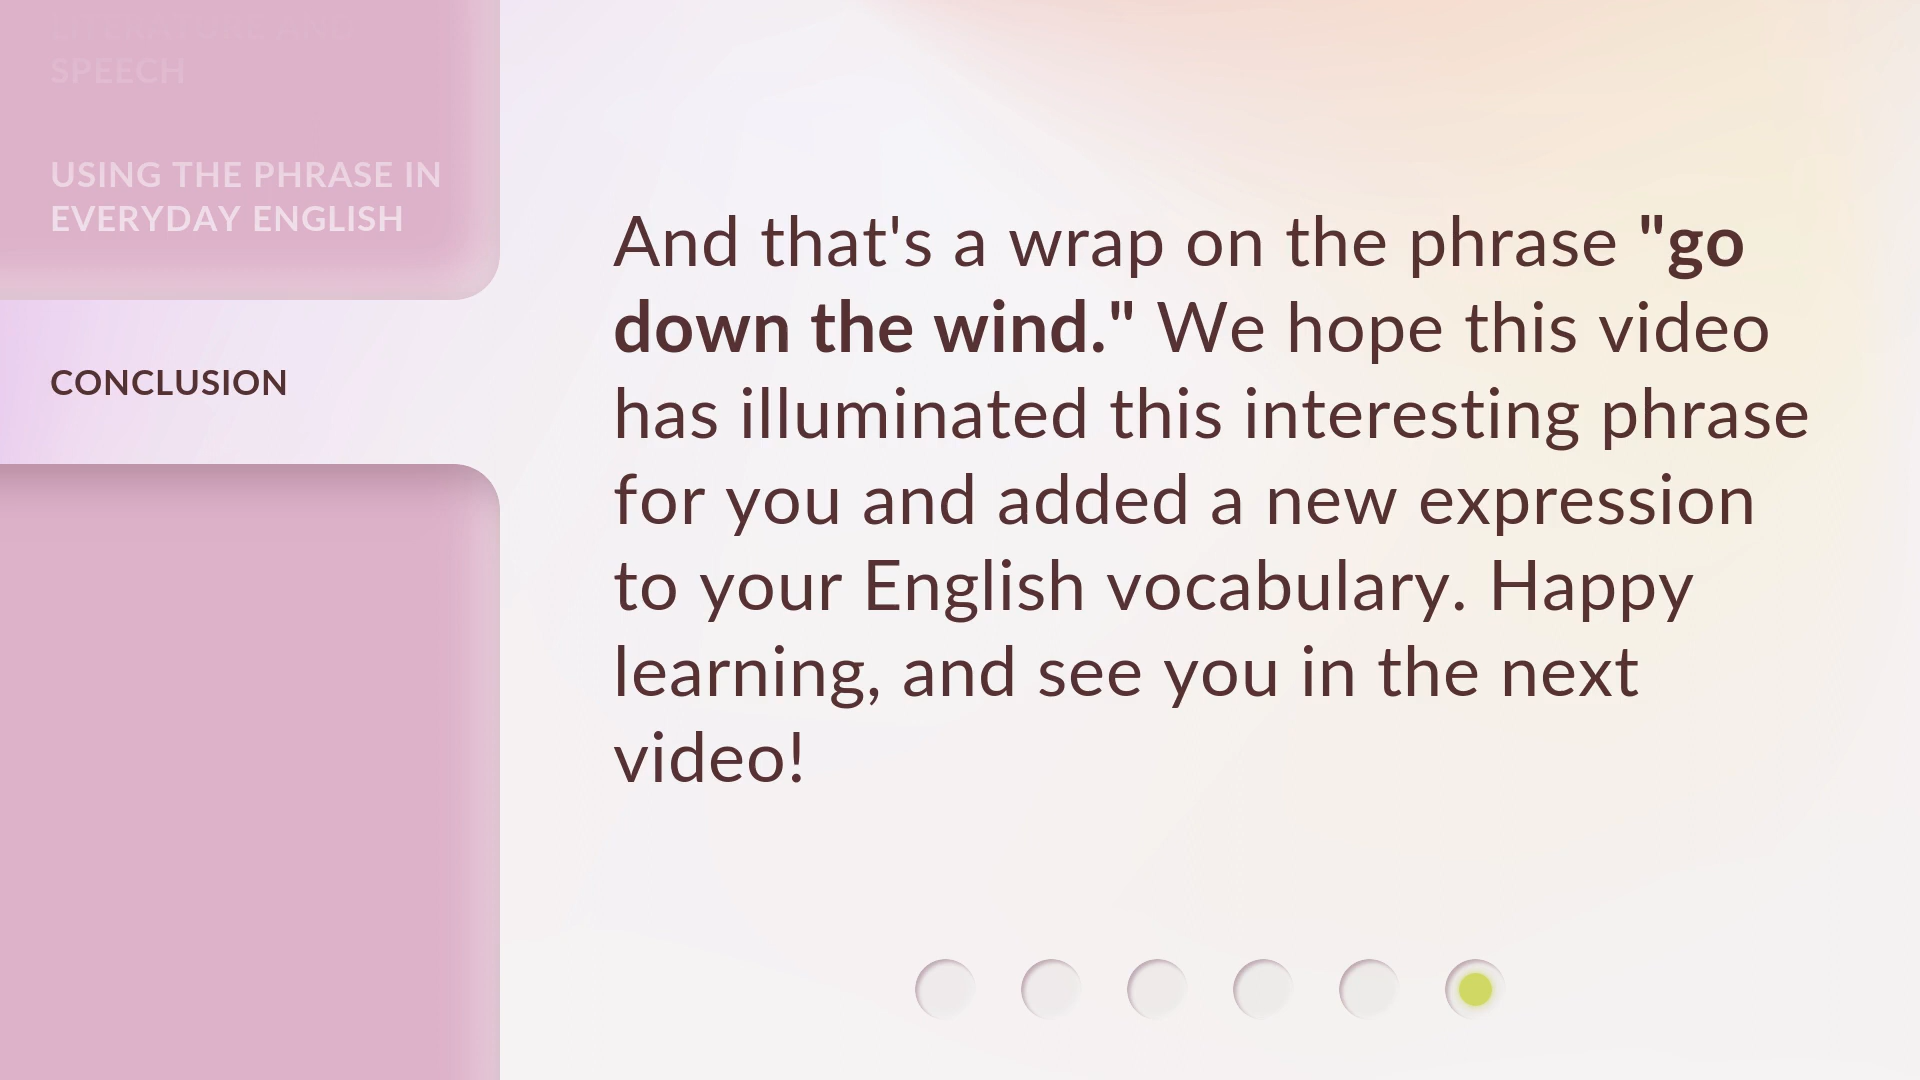 LITERATURE AND
SPEECH
USING THE PHRASE IN
EVERYDAY ENGLISH
CONCLUSION
And that's a wrap on the phrase "go
down the wind." We hope this video
has illuminated this interesting phrase
for you and added a new expression
to your English vocabulary. Happy
learning, and see you in the next
video!